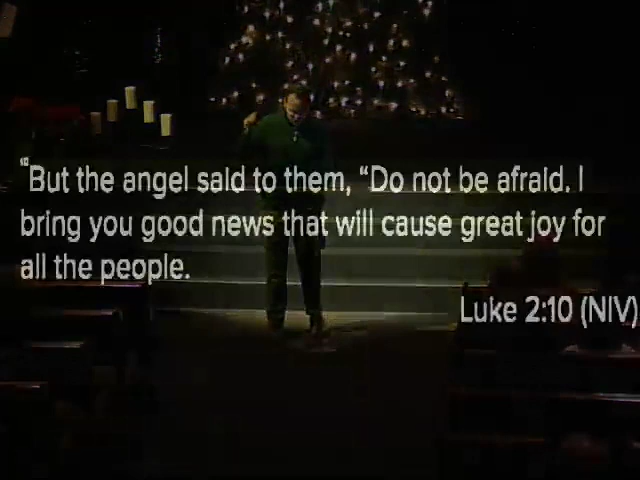 ¹⁰But the angel said to them, “Do not be afraid. I
bring you good news that will cause great joy for
all the people.
Luke 2:10 (NIV)